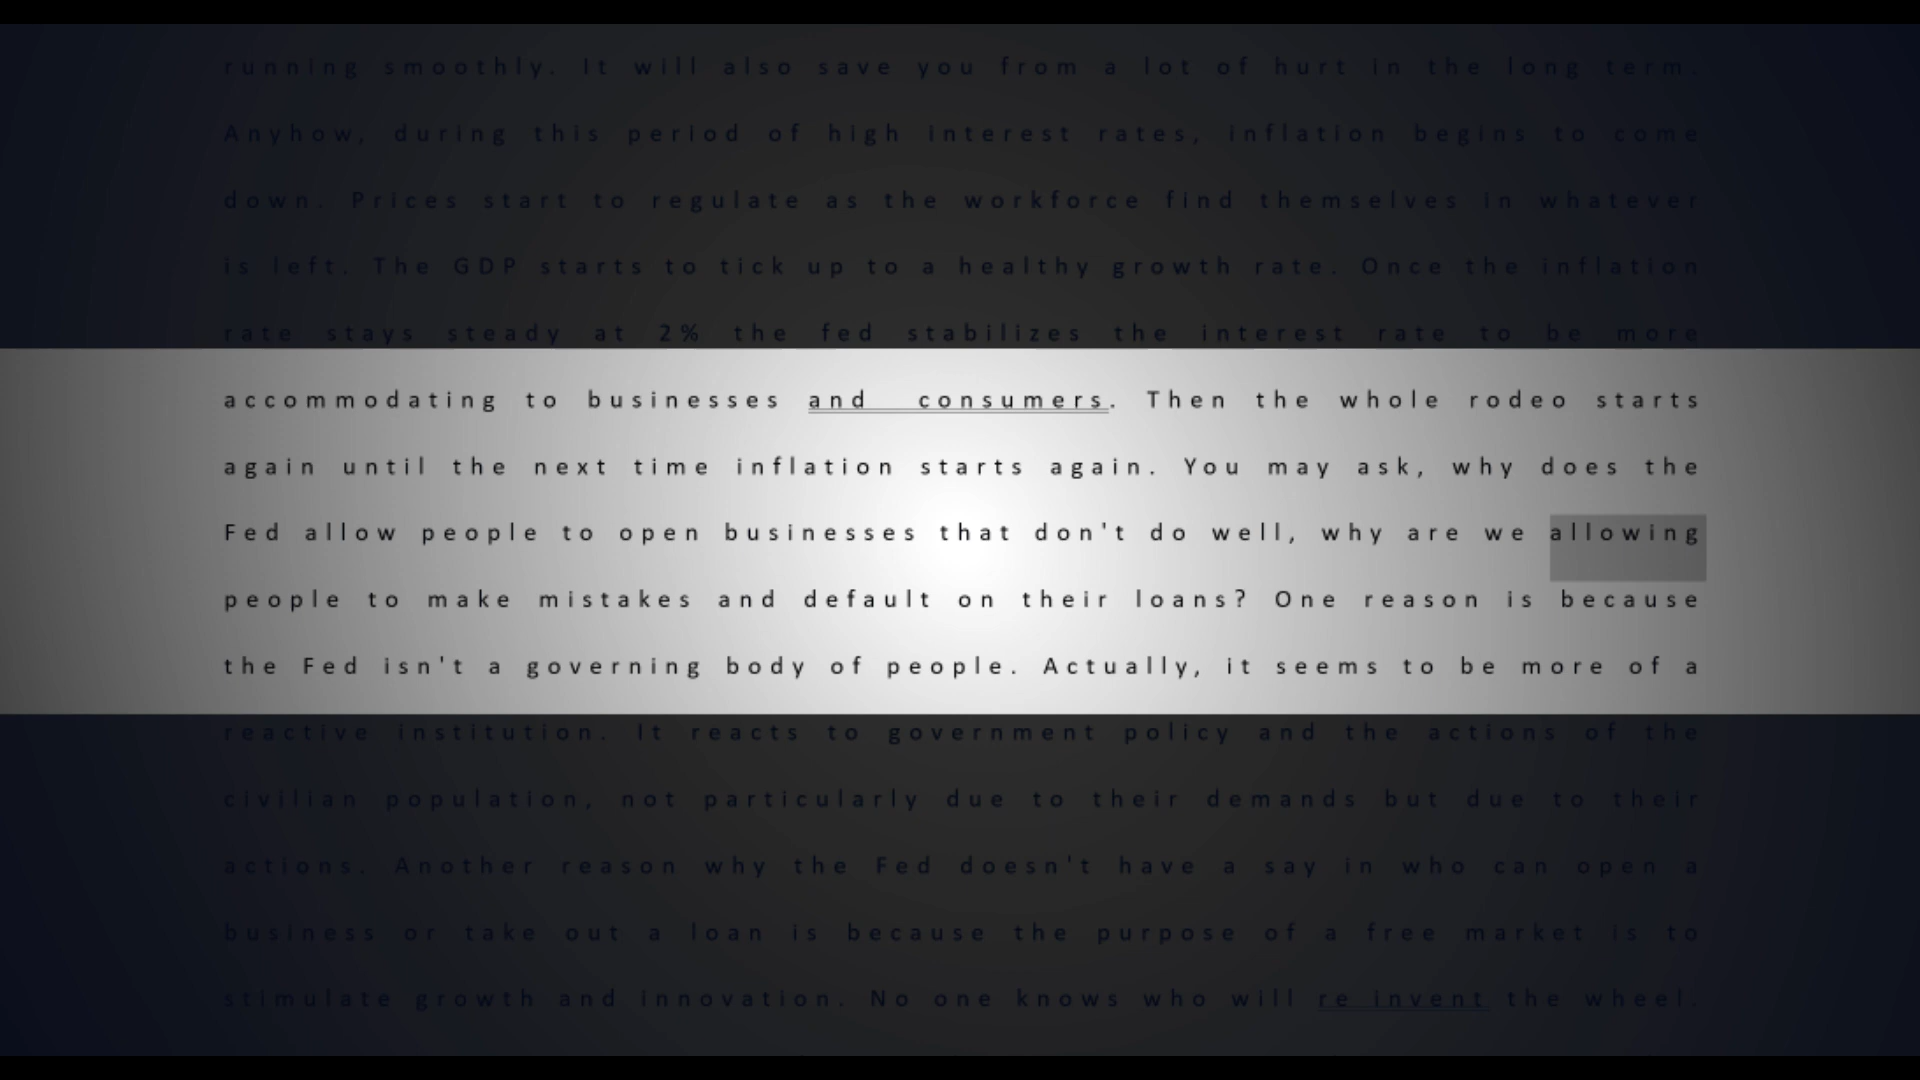 running smoothly. It will also save you from a lot of hurt in the long term.
Anyhow, during this period of high interest rates, inflation begins to come
down. Prices start to regulate as the workforce find themselves in whatever
is left. The GDP starts to tick up to a healthy growth rate. Once the inflation
rate stays steady at 2% the fed stabilizes the interest rate to be more
accommodating to businesses and consumers. Then the whole rodeo starts
again until the next time inflation starts again. You may ask, why does the
Fed allow people to open businesses that don't do well, why are we allowing
people to make mistakes and default on their loans? One reason is because
the Fed isn't a governing body of people. Actually, it seems to be more of a
reactive institution. It reacts to government policy and the actions of the
civilian population, not particularly due to their demands but due to their
actions. Another reason why the Fed doesn't have a say in who can open a
business or take out a loan is because the purpose of a free market is to
stimulate growth and innovation. No one knows who will re invent the wheel.